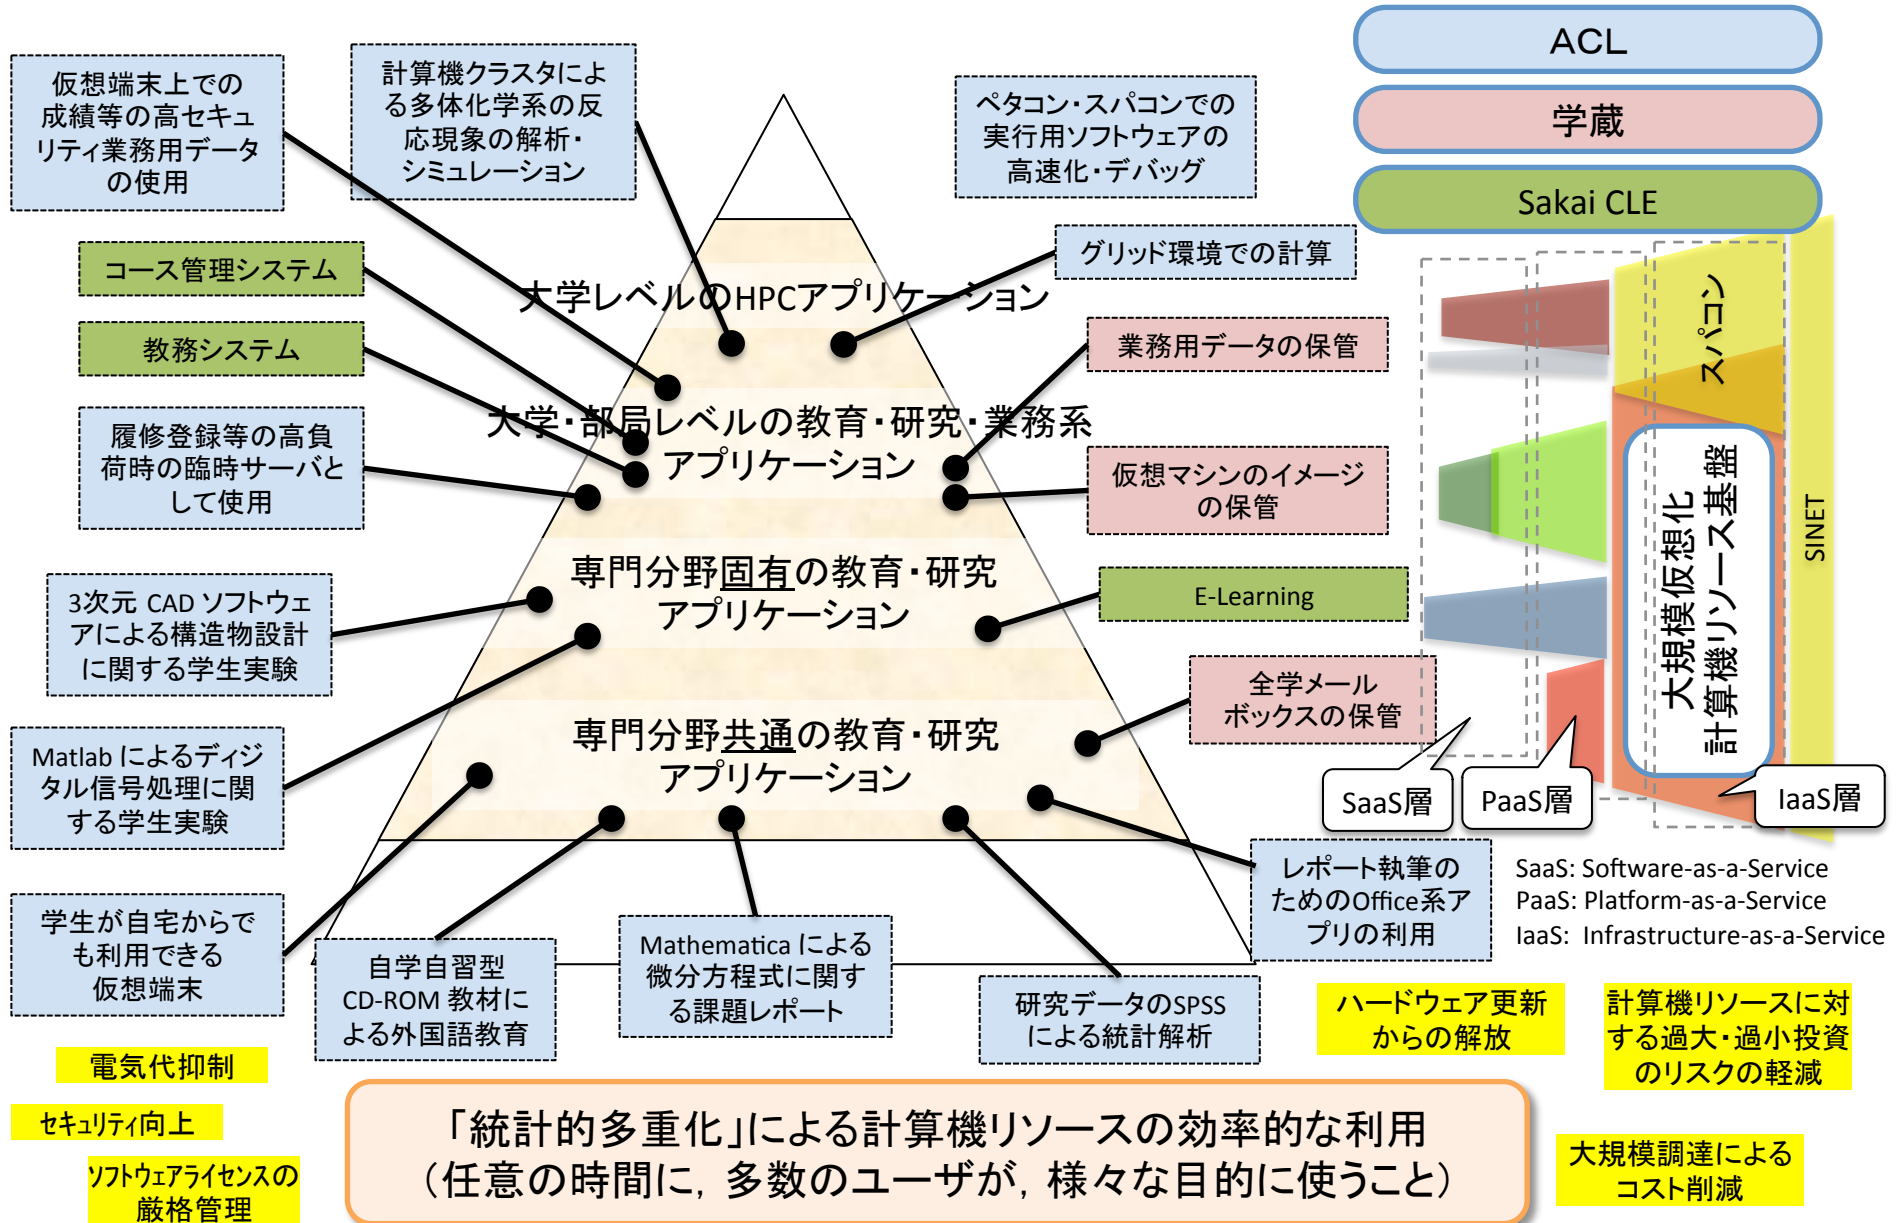 ACL
学蔵
Sakai CLE
仮想端末上での
成績等の高セキュ
リティ業務用データ
の使用
計算機クラスタによ
る多体化学系の反
応現象の解析・
シミュレーション
ペタコン・スパコンでの
実行用ソフトウェアの
高速化・デバッグ
コース管理システム
グリッド環境での計算
大学レベルのHPCアプリケーション
教務システム
業務用データの保管
大学・部局レベルの教育・研究・業務系
アプリケーション
履修登録等の高負
荷時の臨時サーバと
して使用
仮想マシンのイメージ
の保管
専門分野固有の教育・研究
アプリケーション
3次元 CAD ソフトウェ
アによる構造物設計
に関する学生実験
E-Learning
全学メール
ボックスの保管
専門分野共通の教育・研究
アプリケーション
Matlab によるディジ
タル信号処理に関
する学生実験
スパコン
大規模仮想化
計算機リソース基盤
SINET
SaaS層
PaaS層
IaaS層
SaaS: Software-as-a-Service
PaaS: Platform-as-a-Service
IaaS: Infrastructure-as-a-Service
レポート執筆の
ためのOffice系ア
プリの利用
学生が自宅からで
も利用できる
仮想端末
自学自習型
CD-ROM 教材に
よる外国語教育
Mathematica による
微分方程式に関す
る課題レポート
研究データのSPSS
による統計解析
ハードウェア更新
からの解放
計算機リソースに対
する過大・過小投資
のリスクの軽減
電気代抑制
セキュリティ向上
ソフトウェアライセンスの
厳格管理
「統計的多重化」による計算機リソースの効率的な利用
（任意の時間に，多数のユーザが，様々な目的に使うこと）
大規模調達による
コスト削減